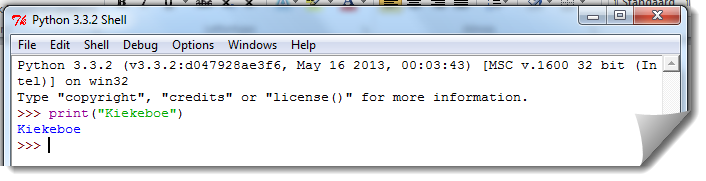 Python 3.3.2 Shell
File Edit Shell Debug Options Windows Help
Python 3.3.2 (v3.3.2:d047928ae3f6, May 16 2013, 00:03:43) [MSC v.1600 32 bit (In
tel)] on win32
Type "copyright", "credits" or "license()" for more information.
>>> print("Kiekeboe")
Kiekeboe
>>>